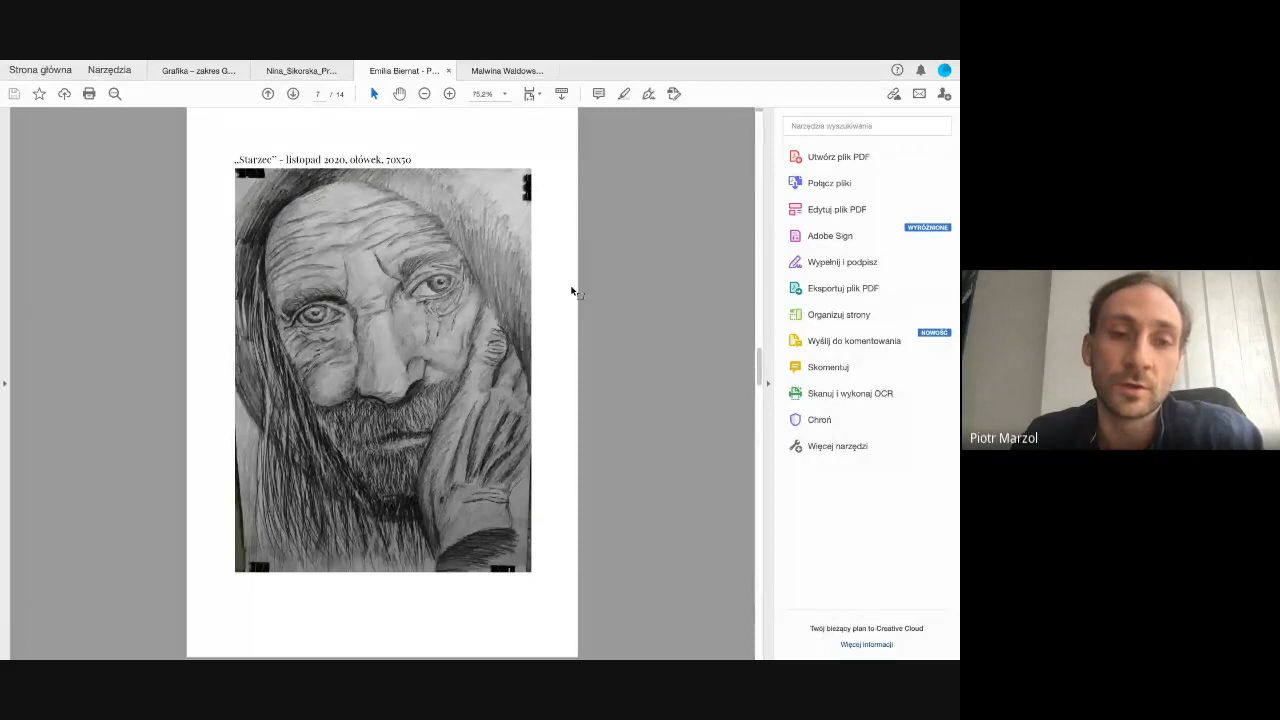 Strona główna
Narzędzia
Grafika – zakres G...
Nina_Sikorska_Pr...
Emilia Biernat - P... ×
Malwina Waldows...
7 / 14
75,2%
Narzędzia wyszukiwania
Utwórz plik PDF
Połącz pliki
Edytuj plik PDF
WYRÓŻNIONE
Adobe Sign
Wypełnij i podpisz
Eksportuj plik PDF
Organizuj strony
NOWOŚĆ
Wyślij do komentowania
Skomentuj
Skanuj i wykonaj OCR
Chroń
Więcej narzędzi
Twój bieżący plan to Creative Cloud
Więcej informacji
,,Starzec’’ - listopad 2020, ołówek, 70x50
Piotr Marzol